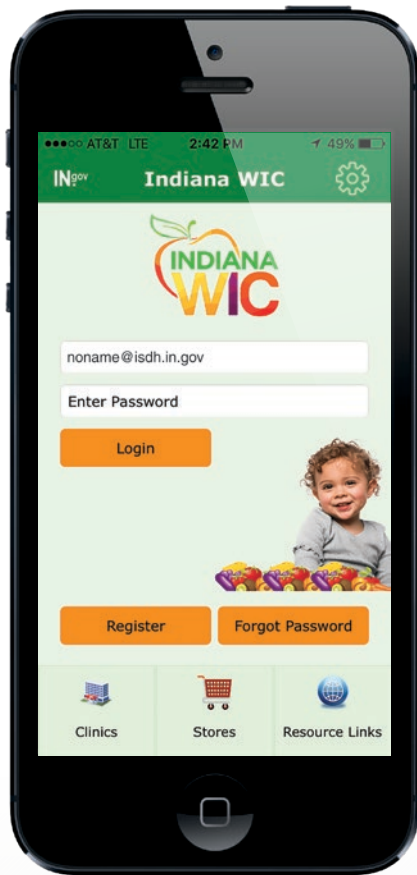 ●●●○○ AT&T LTE 2:42 PM 49%
IN.gov Indiana WIC
INDIANA
WIC
noname@isdh.in.gov
Enter Password
Login
Register Forgot Password
Clinics Stores Resource Links